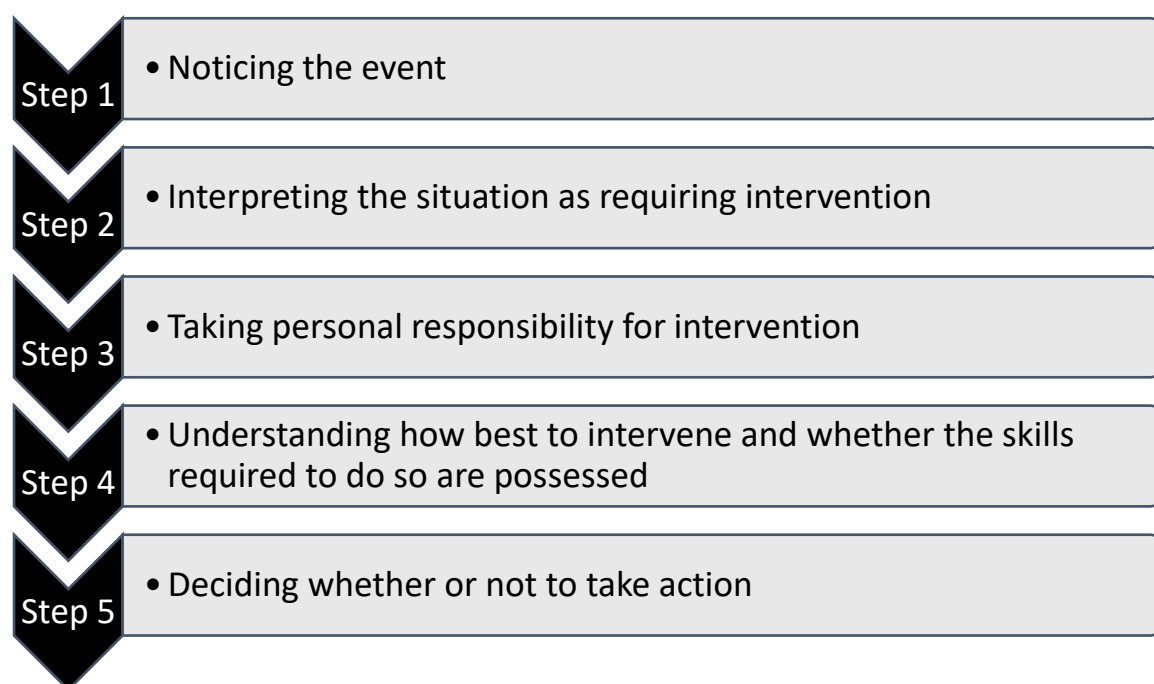 Step 1
• Noticing the event
Step 2
• Interpreting the situation as requiring intervention
Step 3
• Taking personal responsibility for intervention
Step 4
• Understanding how best to intervene and whether the skills
required to do so are possessed
Step 5
• Deciding whether or not to take action